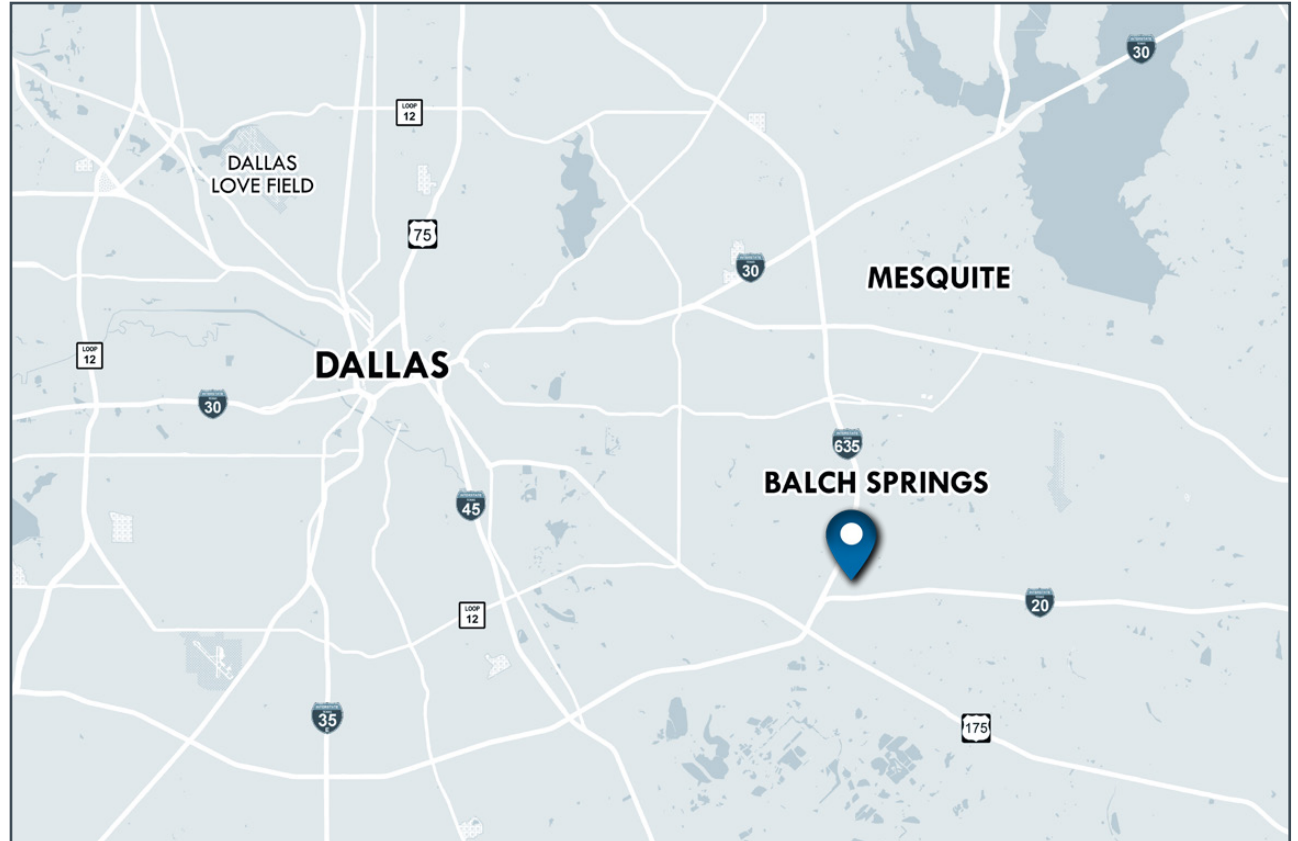 30
LOOP
12
DALLAS
LOVE FIELD
75
30
MESQUITE
LOOP
12
DALLAS
30
635
BALCH SPRINGS
45
20
LOOP
12
35
E
175